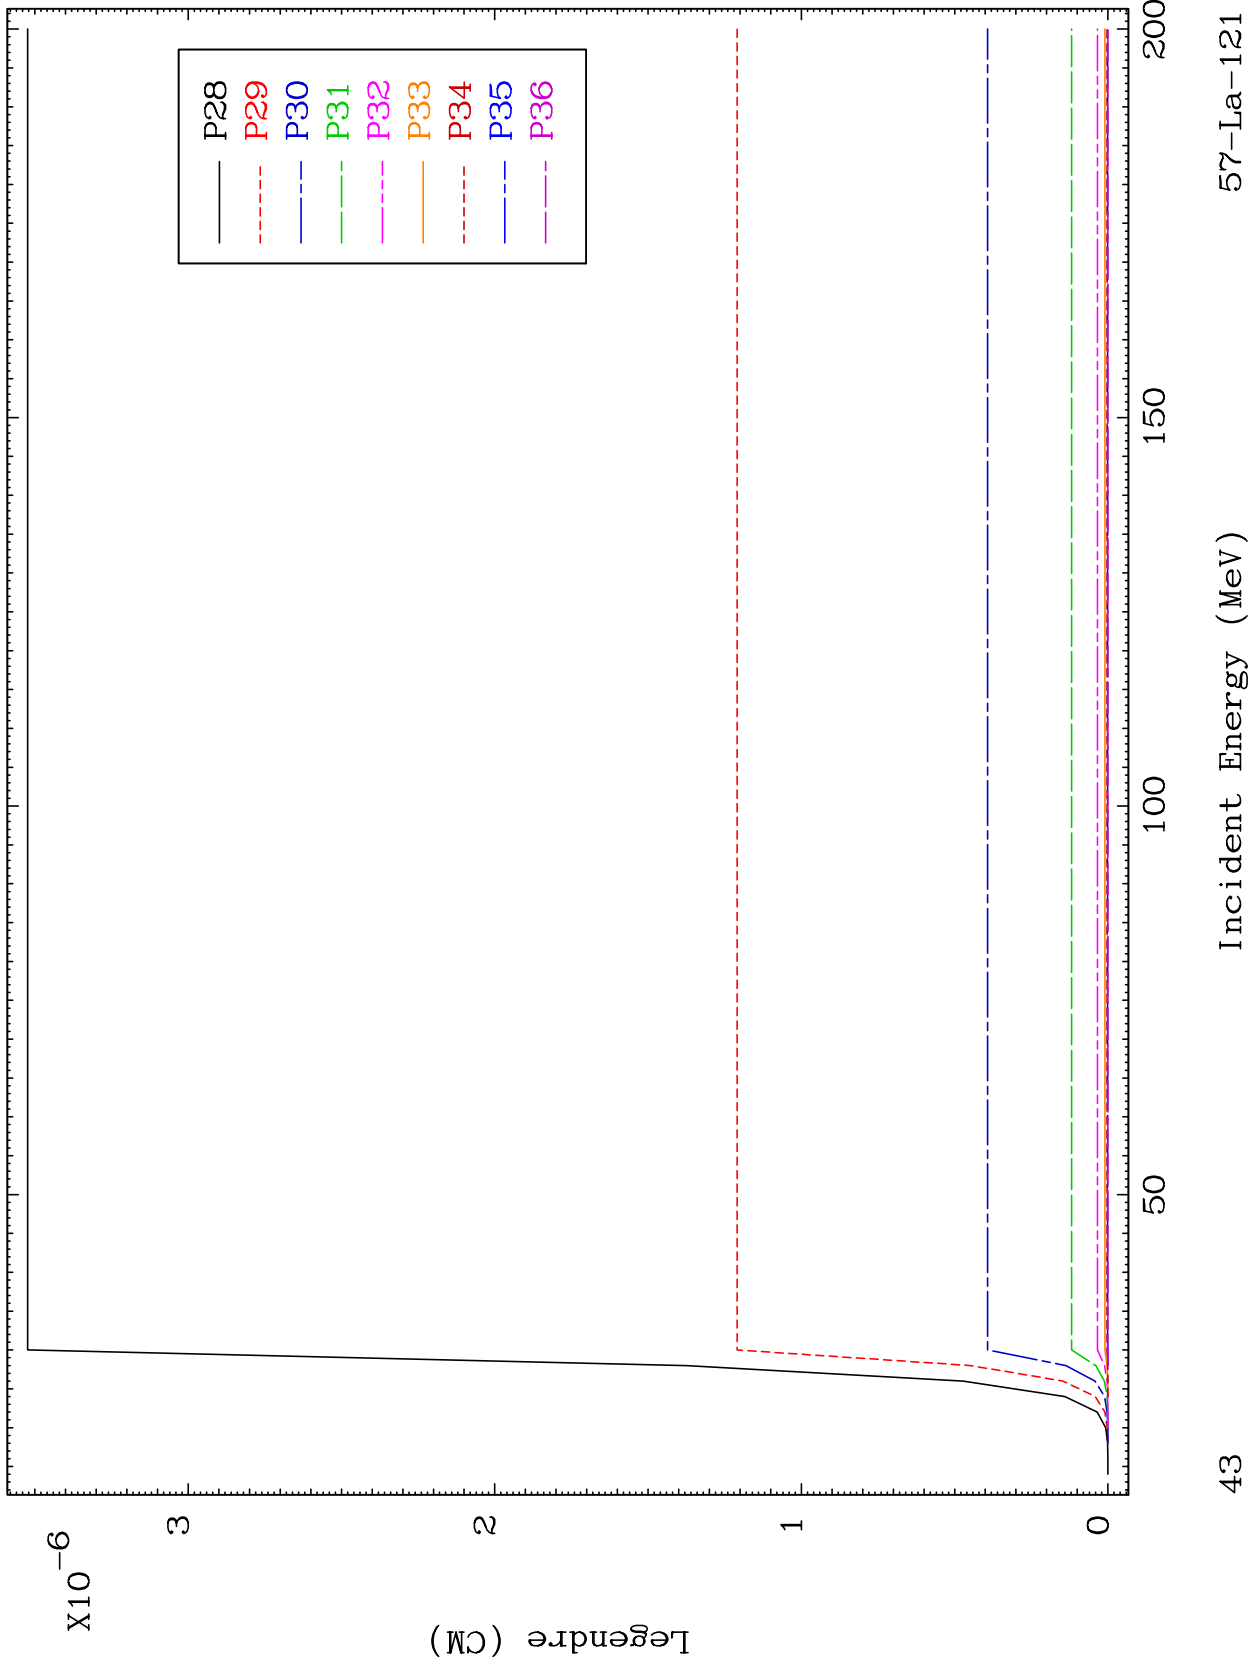 X10⁻⁶
Legendre (CM)
3
2
1
0
P28
P29
P30
P31
P32
P33
P34
P35
P36
50
100
150
200
Incident Energy (MeV)
43
57-La-121